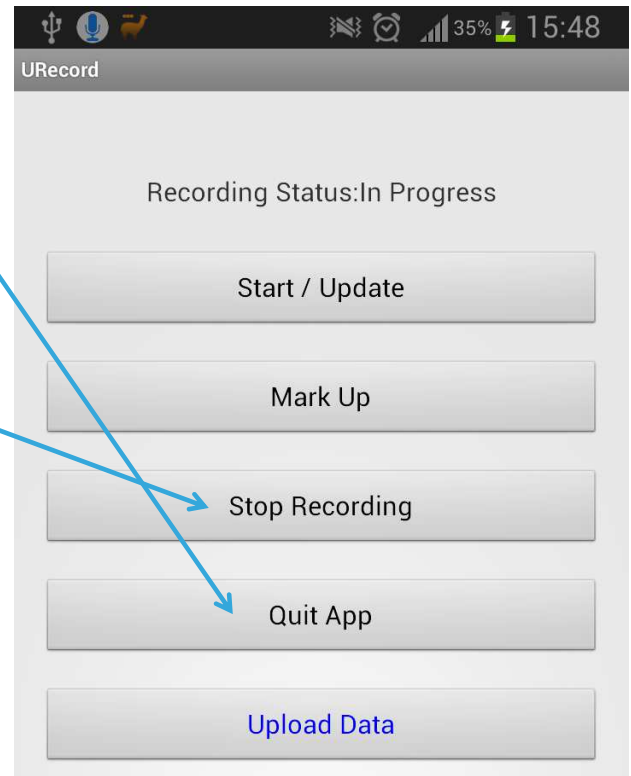 35% 15:48
URecord
Recording Status:In Progress
Start / Update
Mark Up
Stop Recording
Quit App
Upload Data